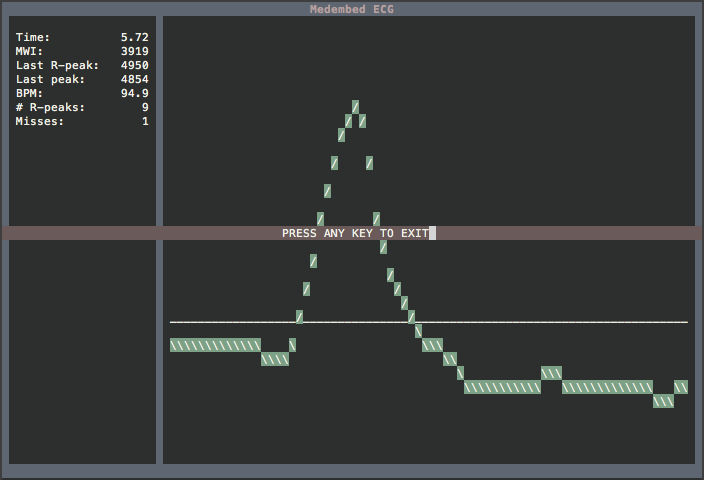 Medembed ECG
Time: 5.72
MWI: 3919
Last R-peak: 4950
Last peak: 4854
BPM: 94.9
# R-peaks: 9
Misses: 1
PRESS ANY KEY TO EXIT